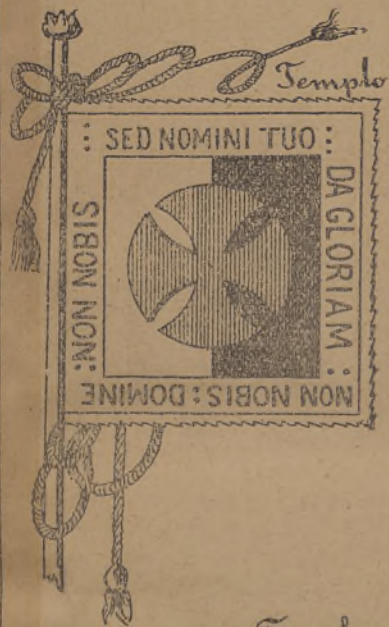 Templo
NON NOBIS : DOMINE
: NON NOBIS
: : SED NOMINI TUO : :
DA GLORIAM : :